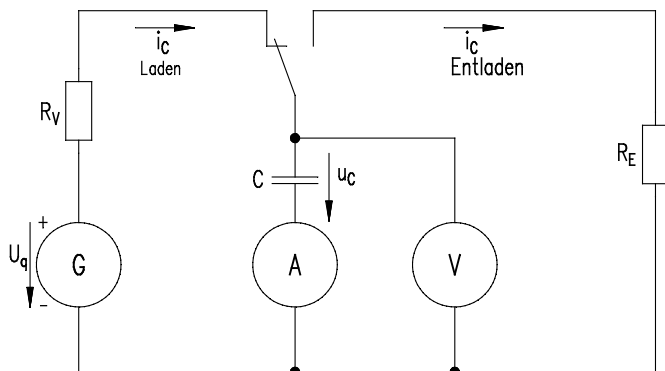 i_C
Laden
i_C
Entladen
R_V
R_E
C
u_C
+
U_q
G
A
V
-